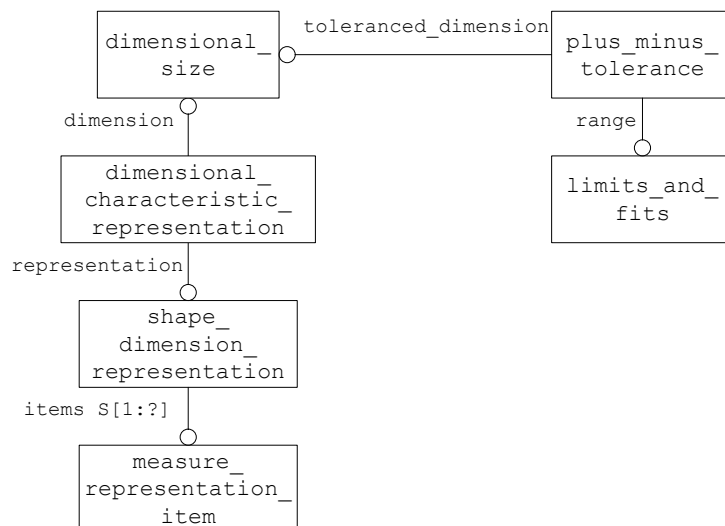 dimensional_
size
toleranced_dimension
plus_minus_
tolerance
dimension
range
dimensional_
characteristic_
representation
limits_and_
fits
representation
shape_
dimension_
representation
items S[1:?]
measure_
representation_
item